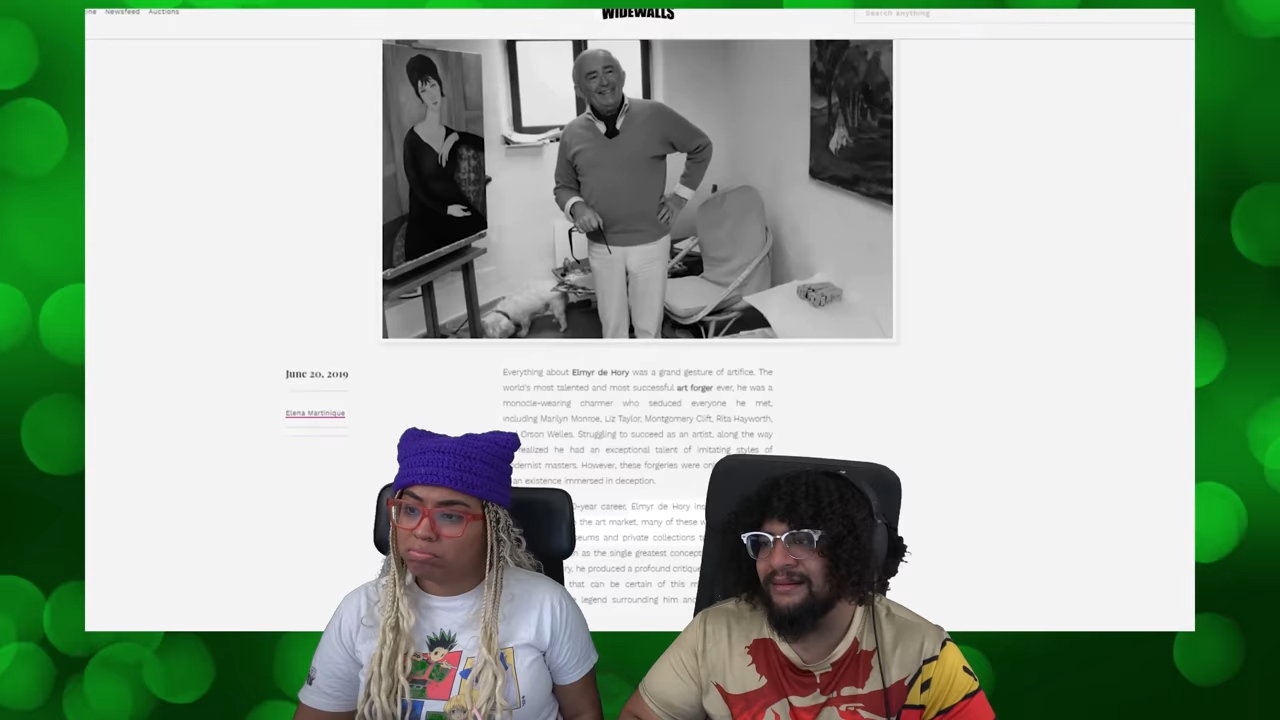 Newsfeed Auctions
WIDEWALLS
Search anything
June 20, 2019
Elena Martinique
Everything about Elmyr de Hory was a grand gesture of artifice. The
world's most talented and most successful art forger ever, he was a
monocle-wearing charmer who seduced everyone he met,
including Marilyn Monroe, Liz Taylor, Montgomery Clift, Rita Hayworth,
Orson Welles. Struggling to succeed as an artist, along the way
realized he had an exceptional talent of imitating styles of
modernist masters. However, these forgeries were
an existence immersed in deception.
-year career, Elmyr de Hory
the art market, many of these
and private collections
as the single greatest
he produced a profound critique
that can be certain of this
legend surrounding him